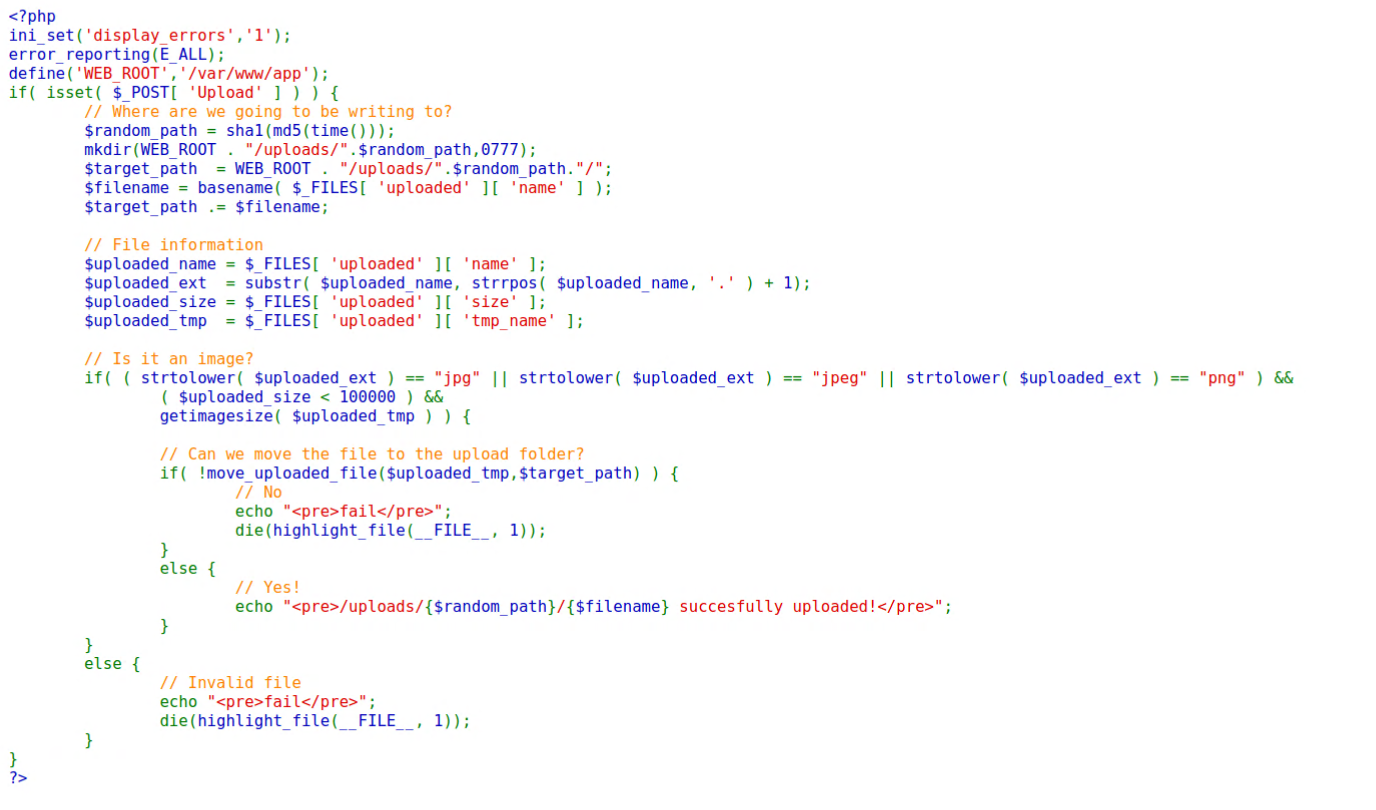 <?php
ini_set('display_errors','1');
error_reporting(E_ALL);
define('WEB_ROOT','/var/www/app');
if( isset( $_POST[ 'Upload' ] ) ) {
        // Where are we going to be writing to?
        $random_path = sha1(md5(time()));
        mkdir(WEB_ROOT . "/uploads/".$random_path,0777);
        $target_path  = WEB_ROOT . "/uploads/".$random_path."/";
        $filename = basename( $_FILES[ 'uploaded' ][ 'name' ] );
        $target_path .= $filename;

        // File information
        $uploaded_name = $_FILES[ 'uploaded' ][ 'name' ];
        $uploaded_ext  = substr( $uploaded_name, strrpos( $uploaded_name, '.' ) + 1);
        $uploaded_size = $_FILES[ 'uploaded' ][ 'size' ];
        $uploaded_tmp  = $_FILES[ 'uploaded' ][ 'tmp_name' ];

        // Is it an image?
        if( ( strtolower( $uploaded_ext ) == "jpg" || strtolower( $uploaded_ext ) == "jpeg" || strtolower( $uploaded_ext ) == "png" ) &&
                ( $uploaded_size < 100000 ) &&
                getimagesize( $uploaded_tmp ) ) {

                // Can we move the file to the upload folder?
                if( !move_uploaded_file($uploaded_tmp,$target_path) ) {
                        // No
                        echo "<pre>fail</pre>";
                        die(highlight_file(__FILE__, 1));
                }
                else {
                        // Yes!
                        echo "<pre>/uploads/{$random_path}/{$filename} succesfully uploaded!</pre>";
                }
        }
        else {
                // Invalid file
                echo "<pre>fail</pre>";
                die(highlight_file(__FILE__, 1));
        }
}
?>